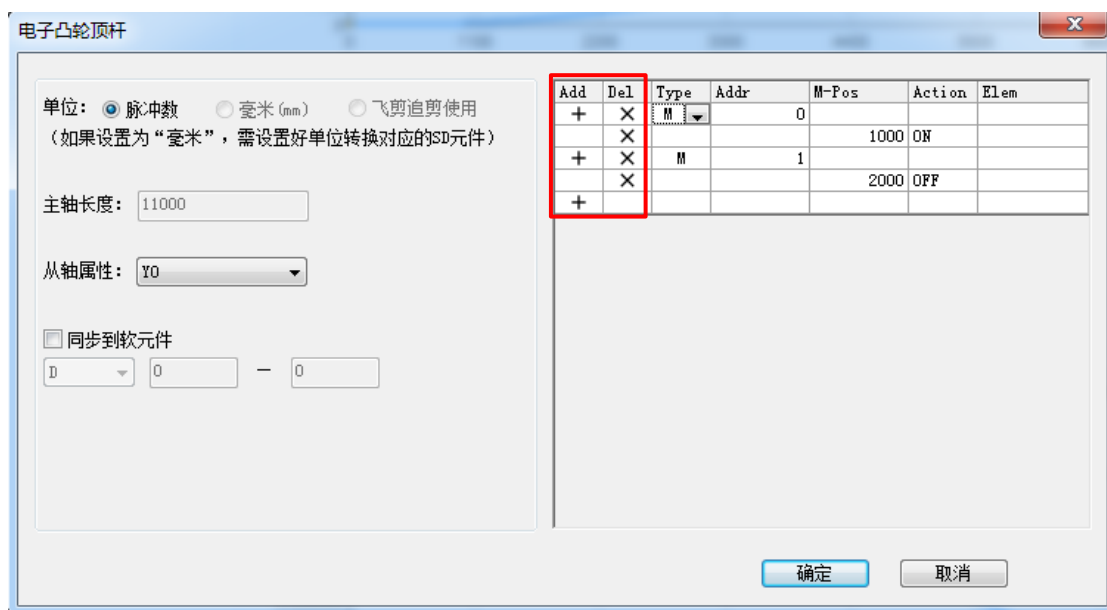 电子凸轮顶杆
单位： 脉冲数 毫米(mm) 飞剪追剪使用
（如果设置为“毫米”，需设置好单位转换对应的SD元件）
主轴长度： 11000
从轴属性： Y0
同步到软元件
D 0 — 0
Add Del Type Addr M-Pos Action Elem
+ × M 0
× 1000 ON
+ × M 1
× 2000 OFF
+
确定 取消